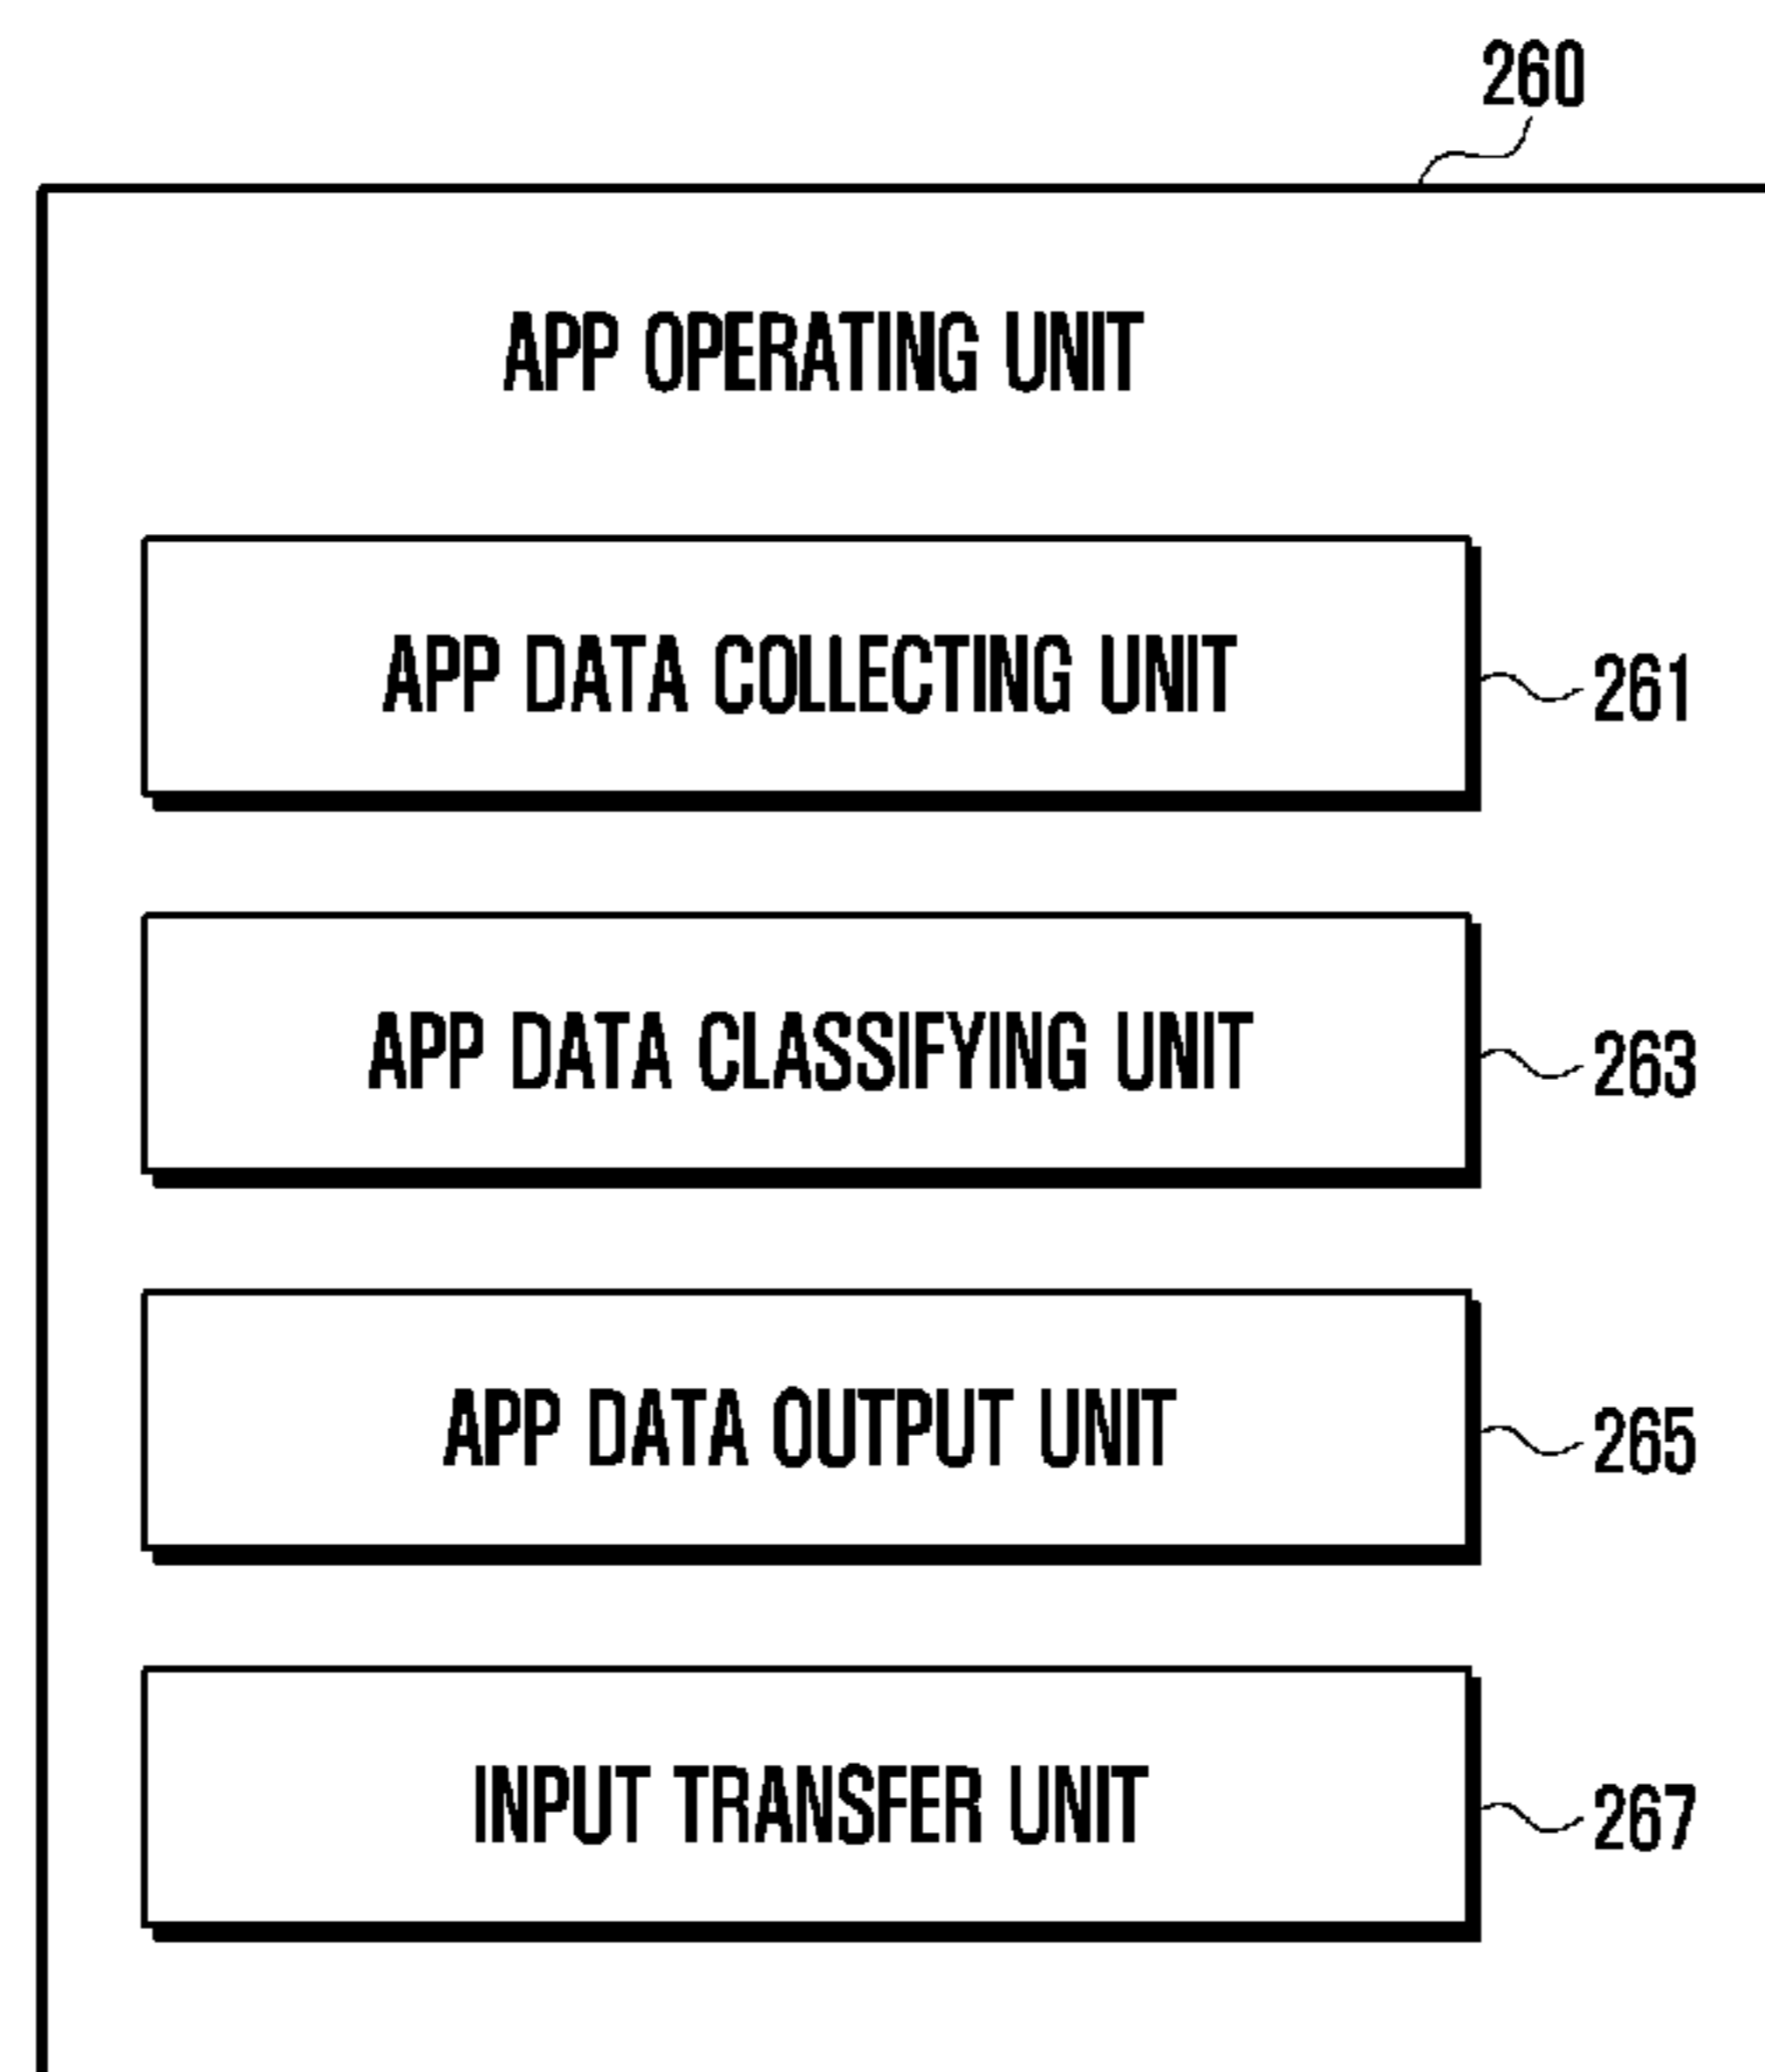 260
APP OPERATING UNIT
APP DATA COLLECTING UNIT
261
APP DATA CLASSIFYING UNIT
263
APP DATA OUTPUT UNIT
265
INPUT TRANSFER UNIT
267